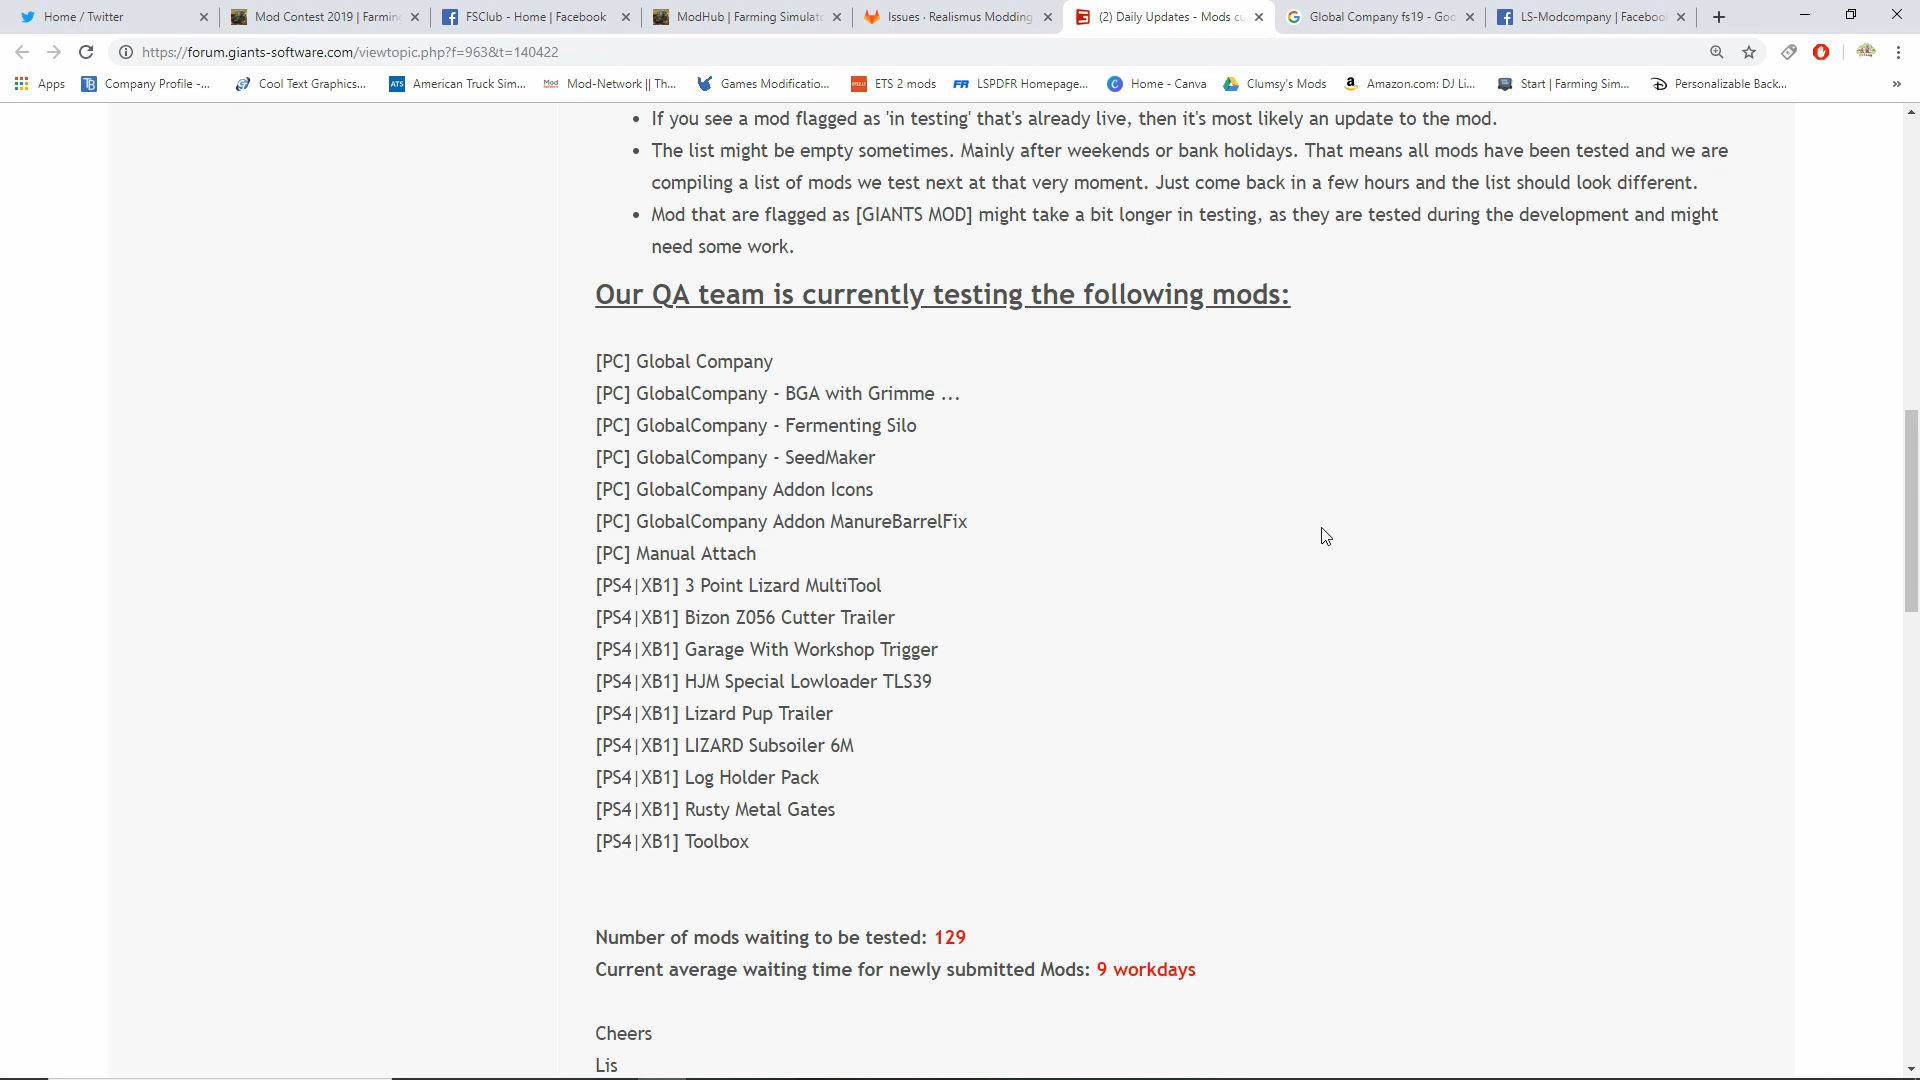 Home / Twitter
Mod Contest 2019 | Farming
FSClub - Home | Facebook
ModHub | Farming Simulat
Issues · Realismus Modding
(2) Daily Updates - Mods cu
Global Company fs19 - Goo
LS-Modcompany | Facebook
https://forum.giants-software.com/viewtopic.php?f=963&t=140422
Apps
Company Profile -...
Cool Text Graphics...
American Truck Sim...
Mod-Network || Th...
Games Modificatio...
ETS 2 mods
LSPDFR Homepage...
Home - Canva
Clumsy's Mods
Amazon.com: DJ Li...
Start | Farming Sim...
Personalizable Back...
• If you see a mod flagged as 'in testing' that's already live, then it's most likely an update to the mod.
• The list might be empty sometimes. Mainly after weekends or bank holidays. That means all mods have been tested and we are
compiling a list of mods we test next at that very moment. Just come back in a few hours and the list should look different.
• Mod that are flagged as [GIANTS MOD] might take a bit longer in testing, as they are tested during the development and might
need some work.
Our QA team is currently testing the following mods:
[PC] Global Company
[PC] GlobalCompany - BGA with Grimme ...
[PC] GlobalCompany - Fermenting Silo
[PC] GlobalCompany - SeedMaker
[PC] GlobalCompany Addon Icons
[PC] GlobalCompany Addon ManureBarrelFix
[PC] Manual Attach
[PS4|XB1] 3 Point Lizard MultiTool
[PS4|XB1] Bizon Z056 Cutter Trailer
[PS4|XB1] Garage With Workshop Trigger
[PS4|XB1] HJM Special Lowloader TLS39
[PS4|XB1] Lizard Pup Trailer
[PS4|XB1] LIZARD Subsoiler 6M
[PS4|XB1] Log Holder Pack
[PS4|XB1] Rusty Metal Gates
[PS4|XB1] Toolbox
Number of mods waiting to be tested: 129
Current average waiting time for newly submitted Mods: 9 workdays
Cheers
Lis